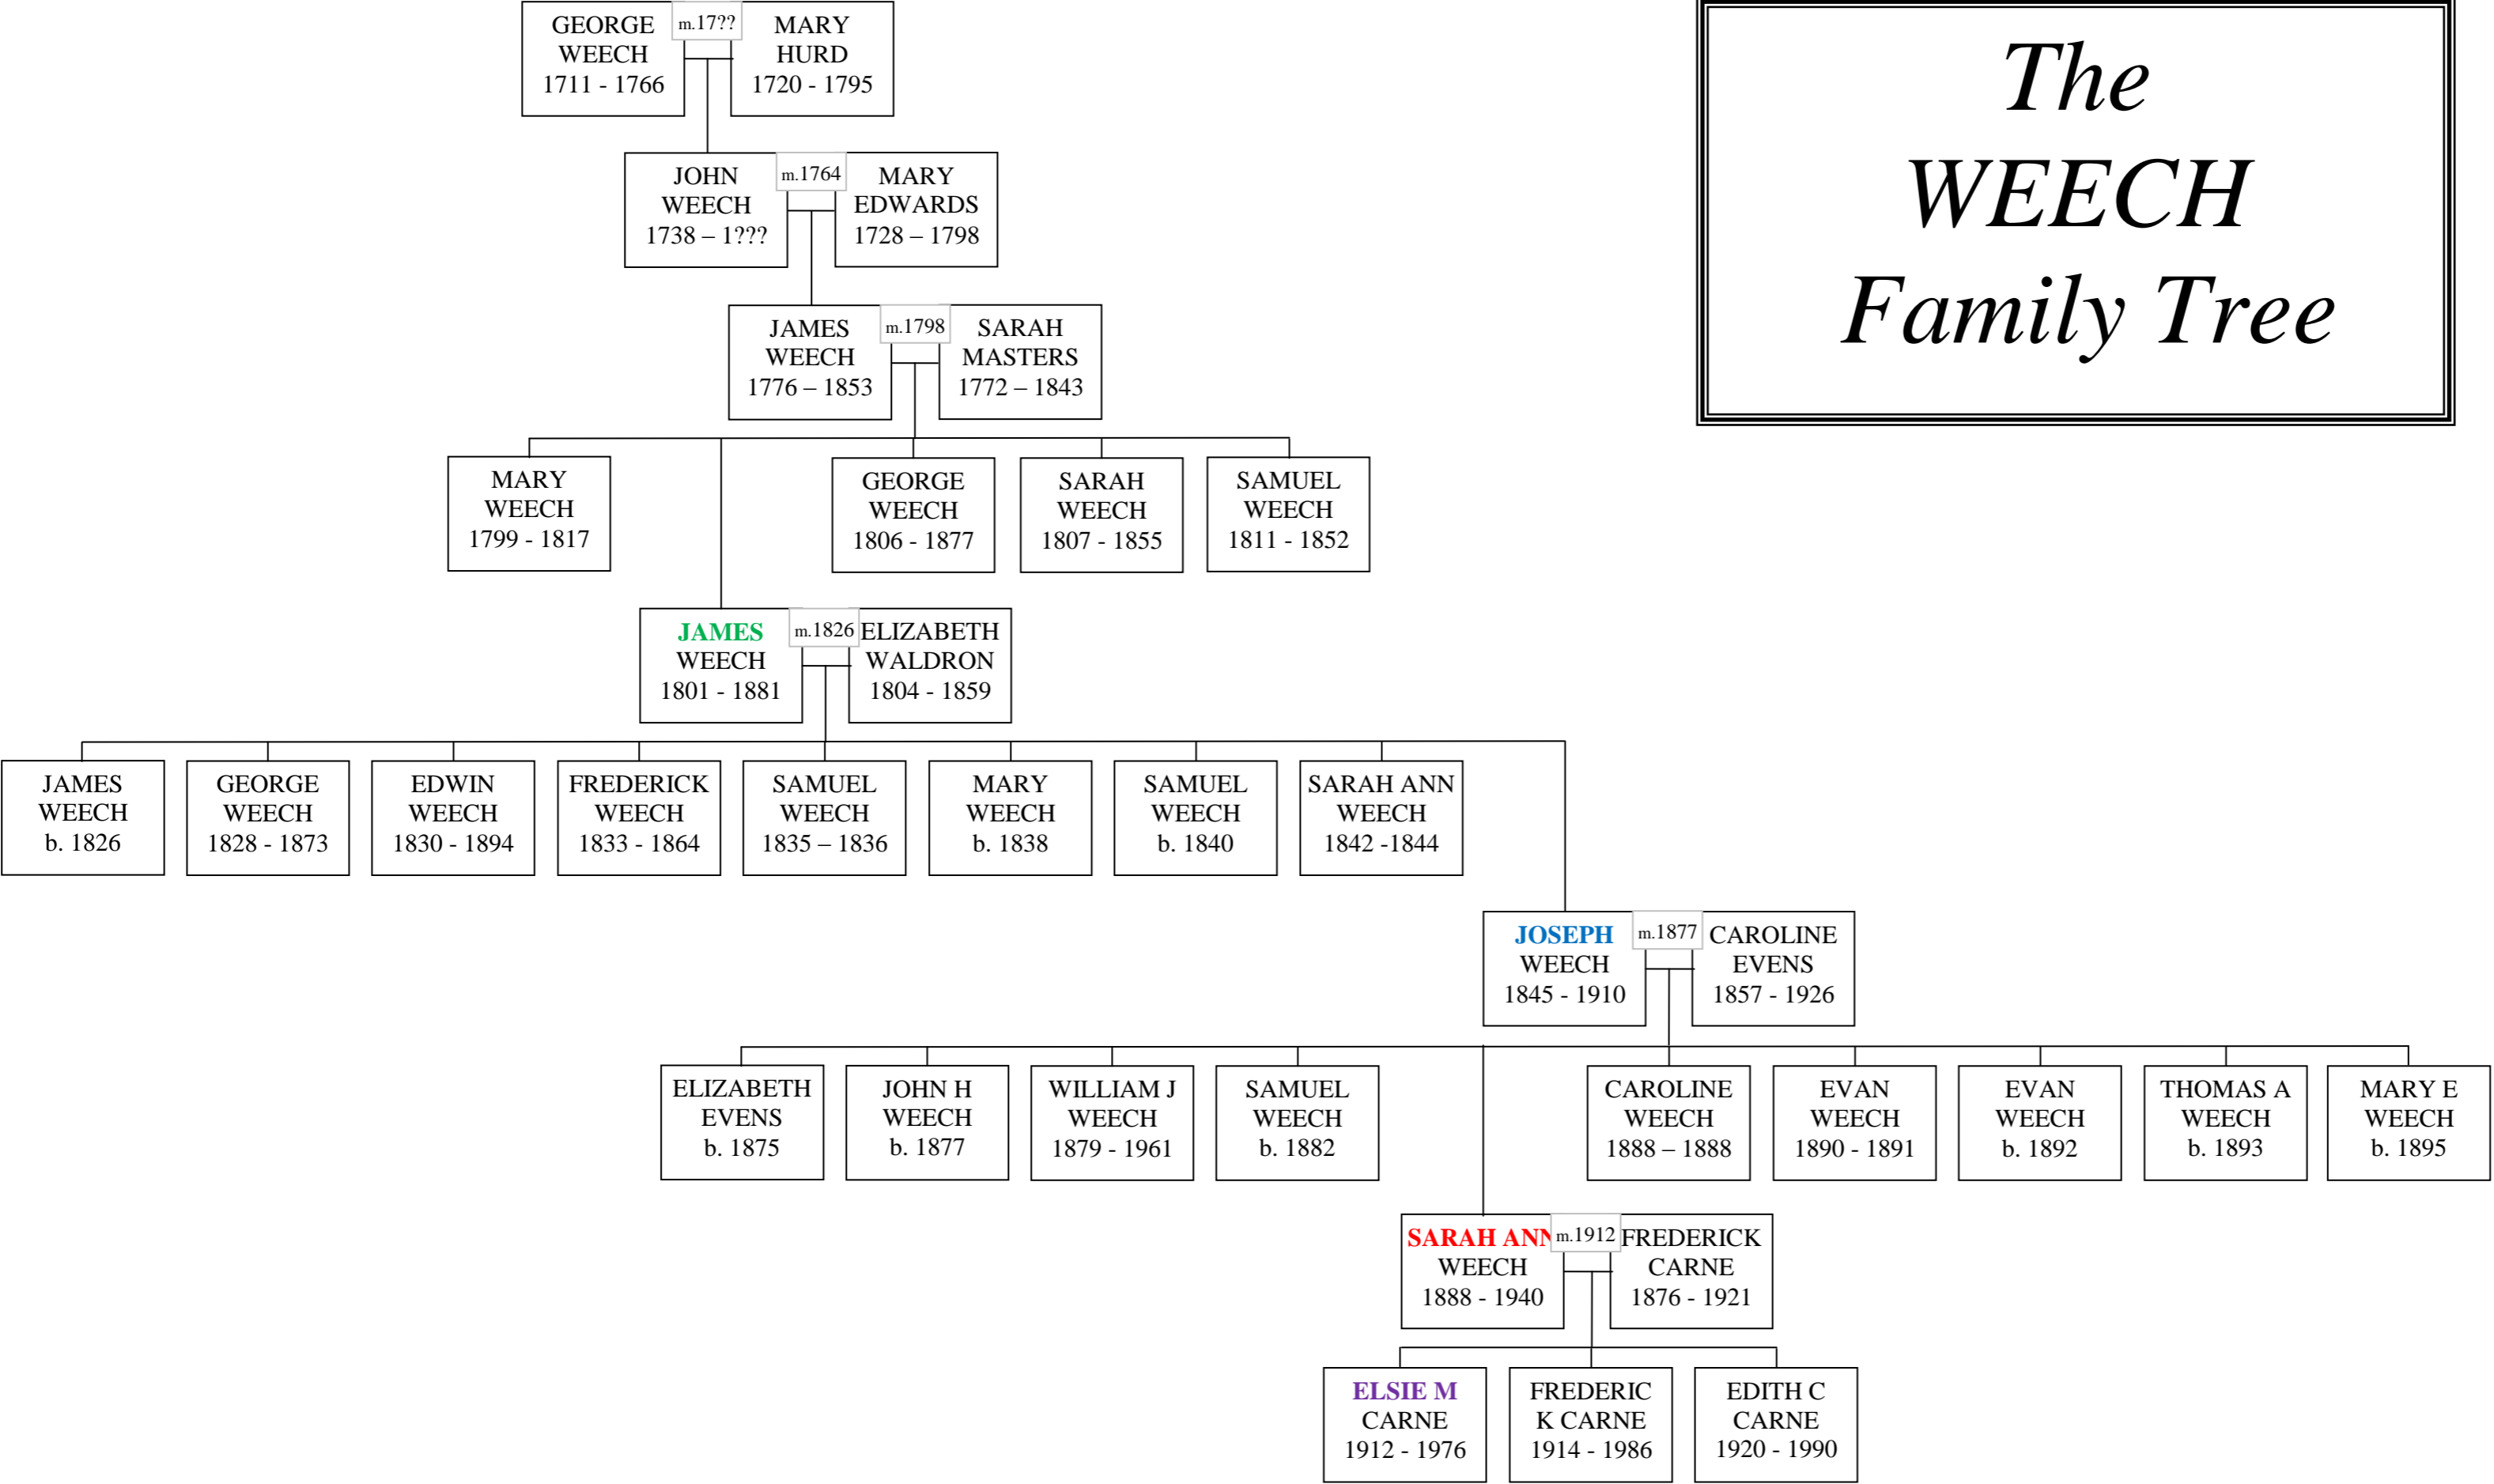 The
WEECH
Family Tree
GEORGE
WEECH
1711 - 1766
m.17??
MARY
HURD
1720 - 1795
JOHN
WEECH
1738 – 1???
m.1764
MARY
EDWARDS
1728 – 1798
JAMES
WEECH
1776 – 1853
m.1798
SARAH
MASTERS
1772 – 1843
MARY
WEECH
1799 - 1817
GEORGE
WEECH
1806 - 1877
SARAH
WEECH
1807 - 1855
SAMUEL
WEECH
1811 - 1852
JAMES
WEECH
1801 - 1881
m.1826
ELIZABETH
WALDRON
1804 - 1859
JAMES
WEECH
b. 1826
GEORGE
WEECH
1828 - 1873
EDWIN
WEECH
1830 - 1894
FREDERICK
WEECH
1833 - 1864
SAMUEL
WEECH
1835 – 1836
MARY
WEECH
b. 1838
SAMUEL
WEECH
b. 1840
SARAH ANN
WEECH
1842 -1844
JOSEPH
WEECH
1845 - 1910
m.1877
CAROLINE
EVENS
1857 - 1926
ELIZABETH
EVENS
b. 1875
JOHN H
WEECH
b. 1877
WILLIAM J
WEECH
1879 - 1961
SAMUEL
WEECH
b. 1882
CAROLINE
WEECH
1888 – 1888
EVAN
WEECH
1890 - 1891
EVAN
WEECH
b. 1892
THOMAS A
WEECH
b. 1893
MARY E
WEECH
b. 1895
SARAH ANN
WEECH
1888 - 1940
m.1912
FREDERICK
CARNE
1876 - 1921
ELSIE M
CARNE
1912 - 1976
FREDERIC
K CARNE
1914 - 1986
EDITH C
CARNE
1920 - 1990